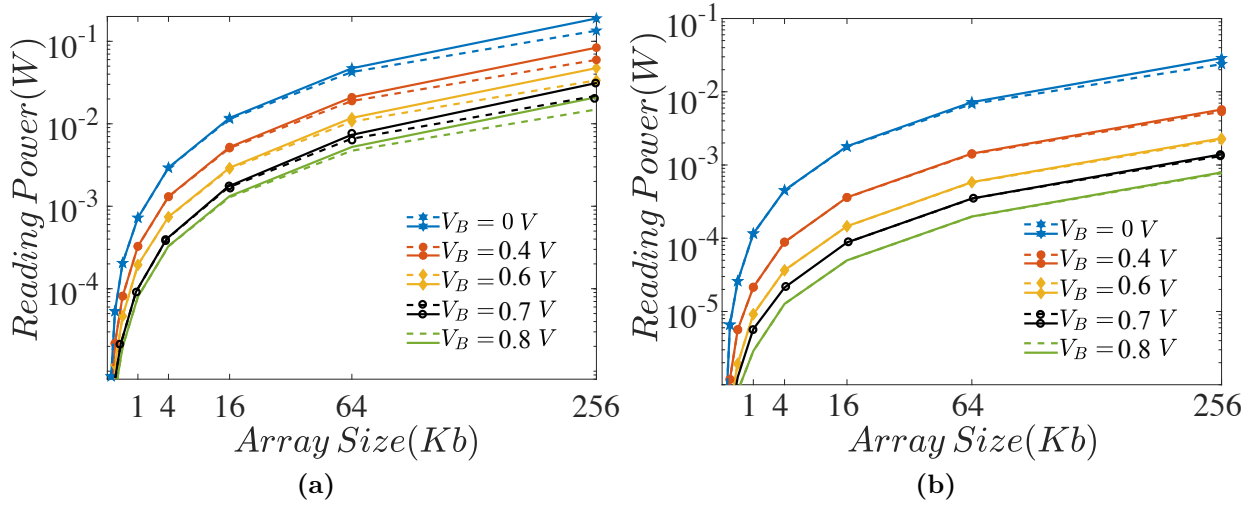 Reading Power(W)
10^-1
10^-2
10^-3
10^-4
V_B = 0 V
V_B = 0.4 V
V_B = 0.6 V
V_B = 0.7 V
V_B = 0.8 V
1 4 16 64 256
Array Size(Kb)
(a)
Reading Power(W)
10^-1
10^-2
10^-3
10^-4
10^-5
V_B = 0 V
V_B = 0.4 V
V_B = 0.6 V
V_B = 0.7 V
V_B = 0.8 V
1 4 16 64 256
Array Size(Kb)
(b)